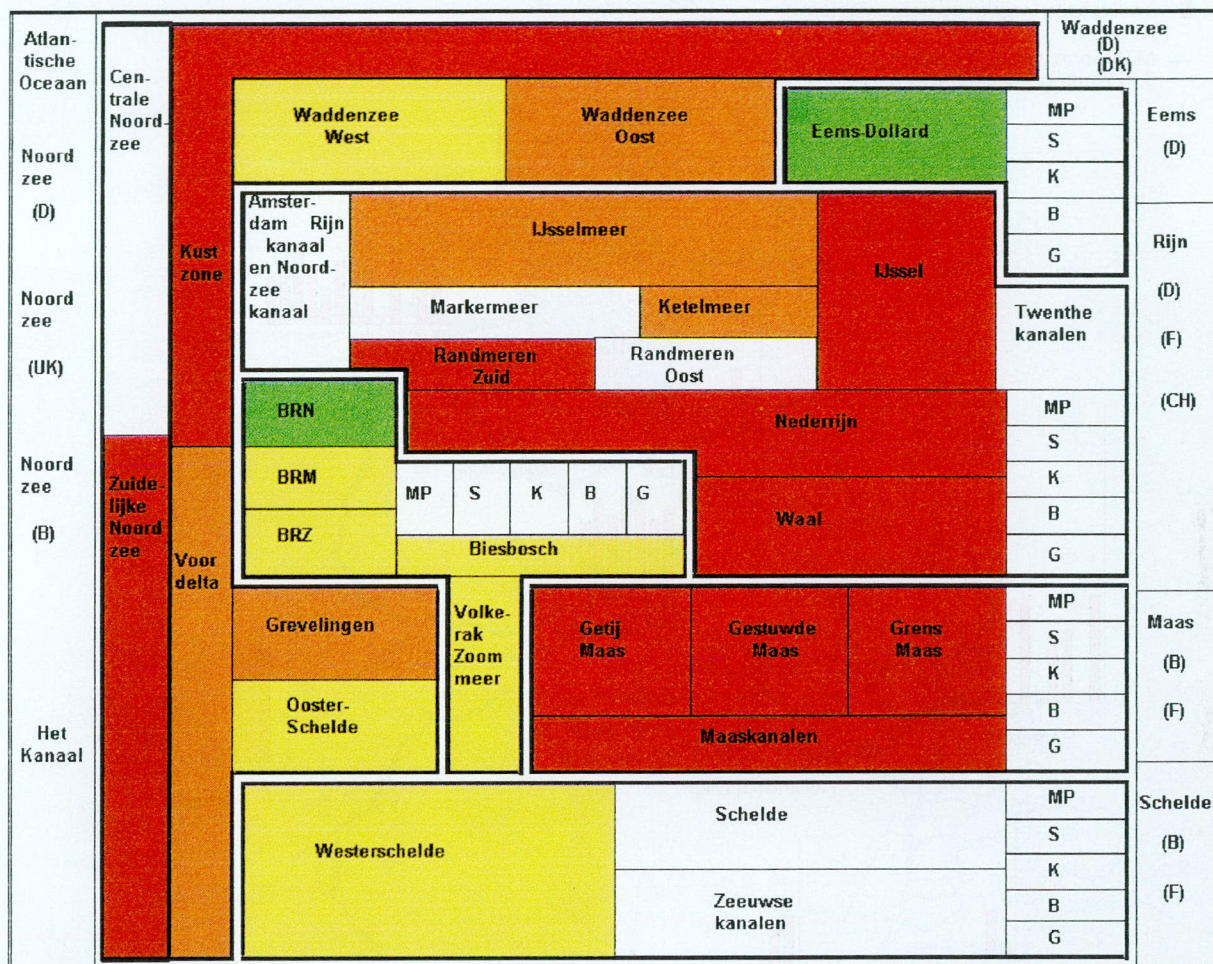 Atlan-
tische
Oceaan
Noord
zee
(D)
Noord
zee
(UK)
Noord
zee
(B)
Het
Kanaal
Cen-
trale
Noord-
zee
Zuide-
lijke
Noord
zee
Kust
zone
Voor
delta
Waddenzee
(D)
(DK)
Waddenzee
West
Waddenzee
Oost
Eems-Dollard
MP
S
K
B
G
Eems
(D)
Amster-
dam Rijn
kanaal
en Noord-
zee
kanaal
IJsselmeer
IJssel
Markermeer
Ketelmeer
Randmeren
Zuid
Randmeren
Oost
Twenthe
kanalen
Nederrijn
Waal
MP
S
K
B
G
Rijn
(D)
(F)
(CH)
BRN
BRM
BRZ
MP
S
K
B
G
Biesbosch
Volke-
rak
Zoom
meer
Grevelingen
Ooster-
Schelde
Getij
Maas
Gestuwde
Maas
Grens
Maas
Maaskanalen
MP
S
K
B
G
Maas
(B)
(F)
Westerschelde
Schelde
Zeeuwse
kanalen
MP
S
K
B
G
Schelde
(B)
(F)